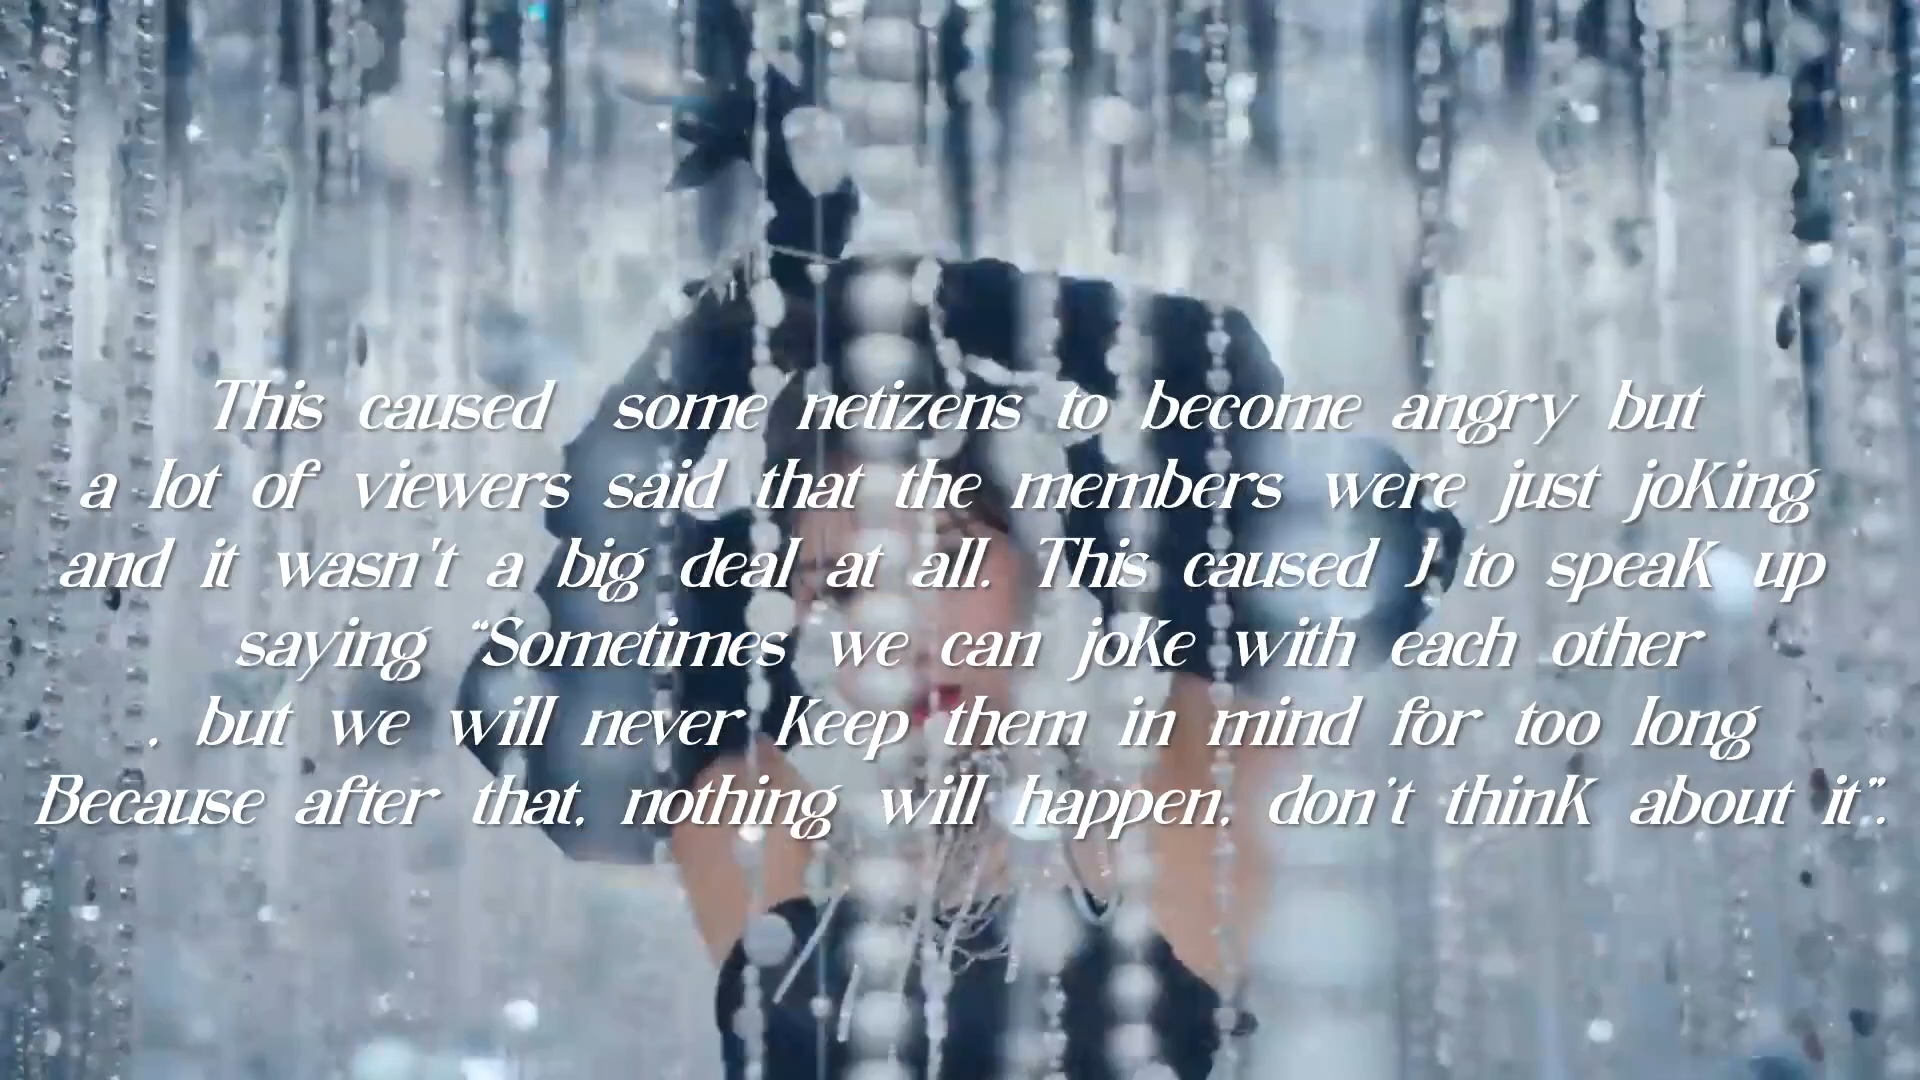 This caused some netizens to become angry but
a lot of viewers said that the members were just joking
and it wasn't a big deal at all. This caused J to speak up
saying “Sometimes we can joke with each other
, but we will never keep them in mind for too long
Because after that, nothing will happen, don't think about it”.